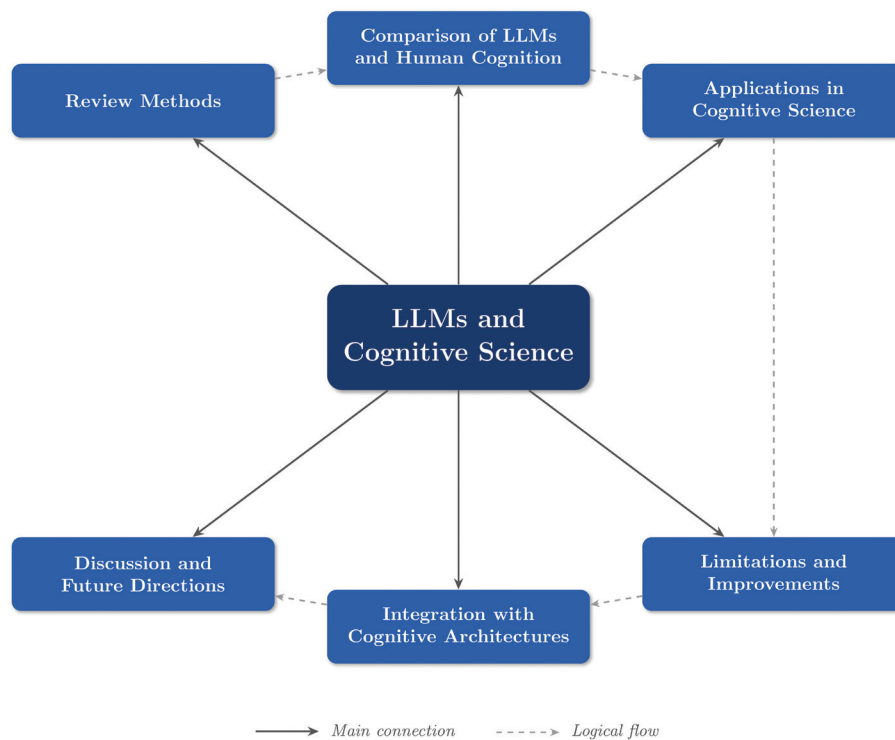 Comparison of LLMs
and Human Cognition
Review Methods
Applications in
Cognitive Science
LLMs and
Cognitive Science
Discussion and
Future Directions
Integration with
Cognitive Architectures
Limitations and
Improvements
Main connection
Logical flow